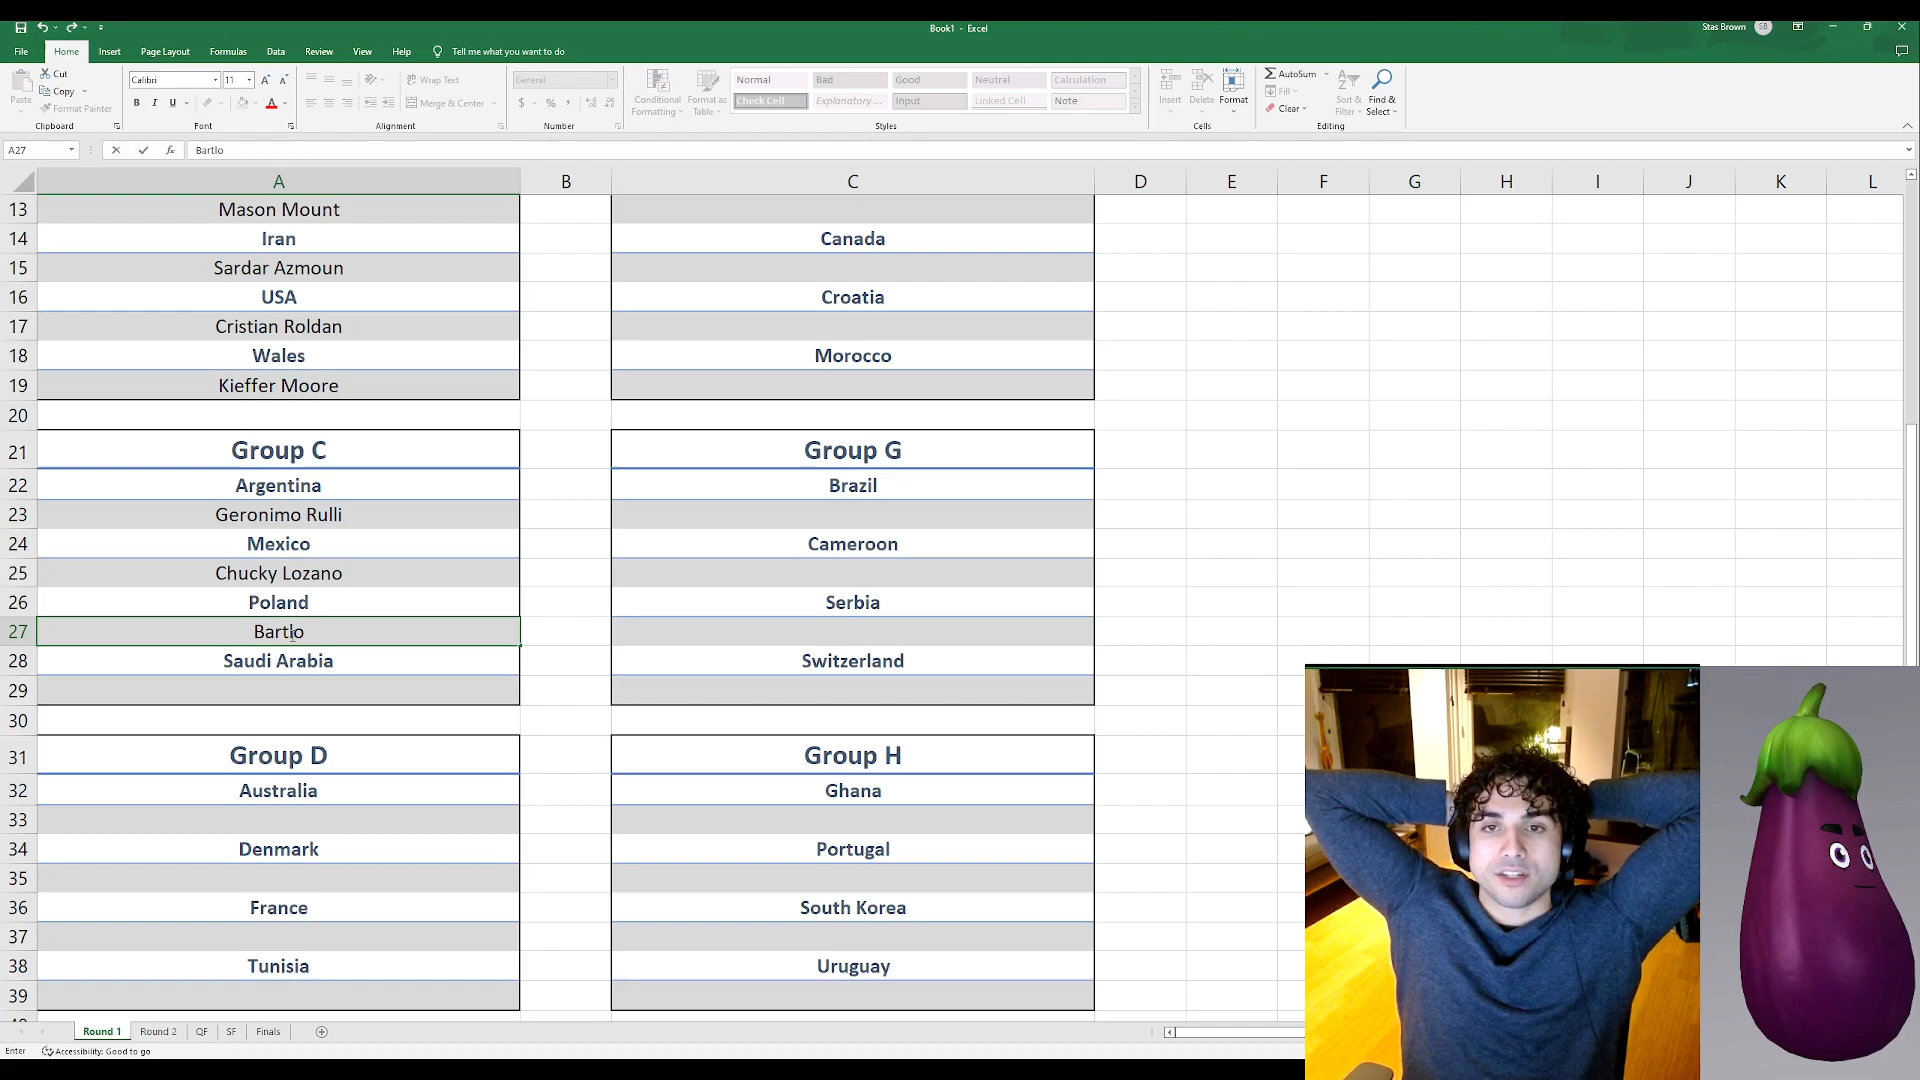 Book1 - Excel
Stas Brown SB
File Home Insert Page Layout Formulas Data Review View Help Tell me what you want to do
Paste
Cut
Copy
Format Painter
Clipboard
Calibri 11 A A
B I U A
Font
Wrap Text
Merge & Center
Alignment
General
$ % ,
Number
Conditional Formatting
Format as Table
Normal Bad Good Neutral Calculation
Check Cell Explanatory ... Input Linked Cell Note
Styles
Insert Delete Format
Cells
AutoSum
Fill
Clear
Sort & Filter
Find & Select
Editing
A27 fx Bartlo
A B C D E F G H I J K L
13 Mason Mount
14 Iran Canada
15 Sardar Azmoun
16 USA Croatia
17 Cristian Roldan
18 Wales Morocco
19 Kieffer Moore
20
21 Group C Group G
22 Argentina Brazil
23 Geronimo Rulli
24 Mexico Cameroon
25 Chucky Lozano
26 Poland Serbia
27 Bartlo
28 Saudi Arabia Switzerland
29
30
31 Group D Group H
32 Australia Ghana
33
34 Denmark Portugal
35
36 France South Korea
37
38 Tunisia Uruguay
39
Round 1 Round 2 QF SF Finals
Enter Accessibility: Good to go